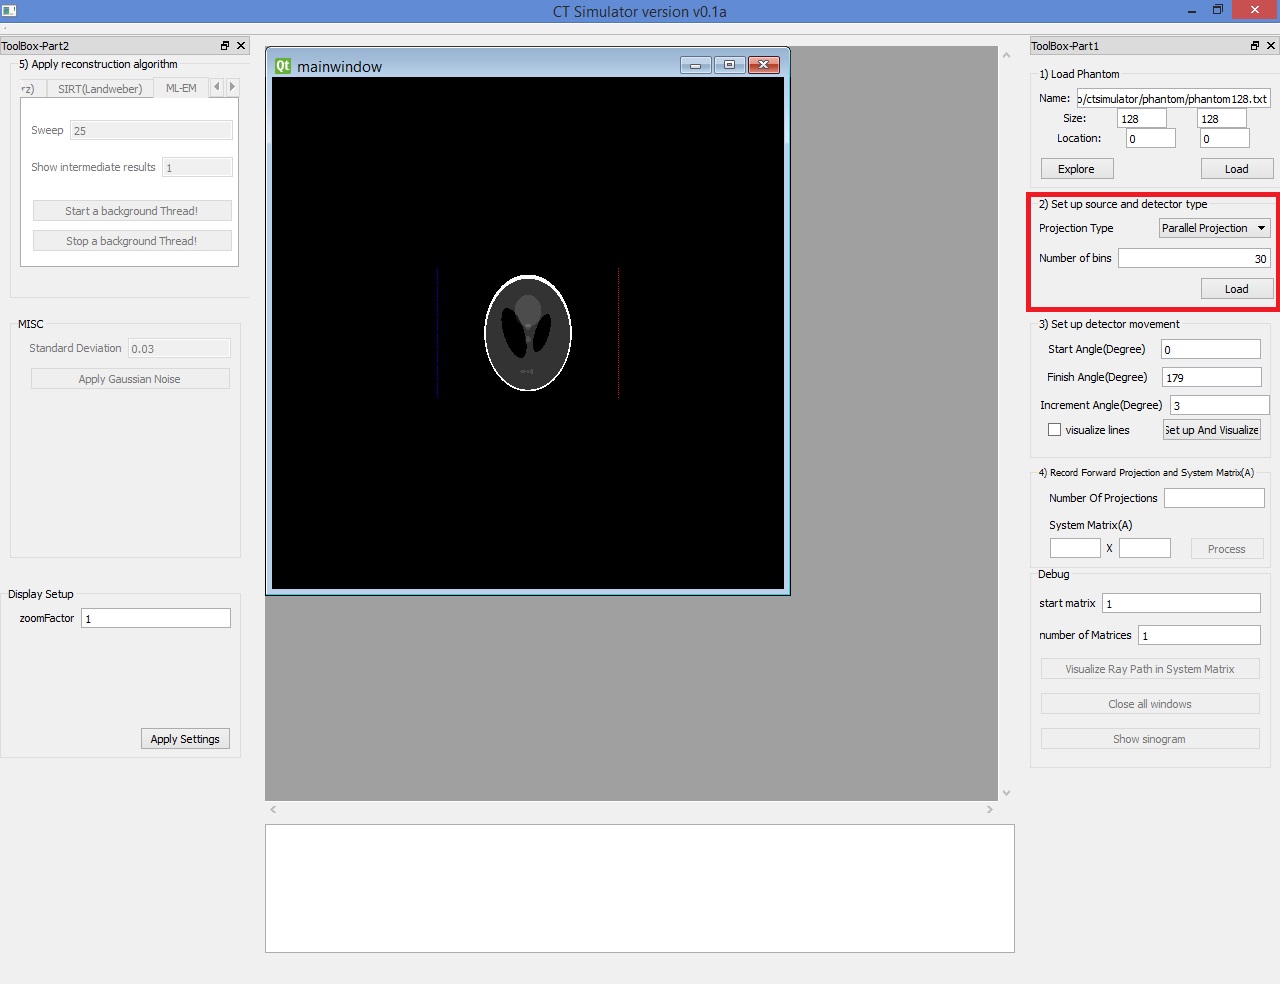 CT Simulator version v0.1a
ToolBox-Part2
5) Apply reconstruction algorithm
rz) SIRT(Landweber) ML-EM
Sweep 25
Show intermediate results 1
Start a background Thread!
Stop a background Thread!
MISC
Standard Deviation 0.03
Apply Gaussian Noise
Display Setup
zoomFactor 1
Apply Settings
Qt mainwindow
ToolBox-Part1
1) Load Phantom
Name: o/ctsimulator/phantom/phantom128.txt
Size: 128 128
Location: 0 0
Explore Load
2) Set up source and detector type
Projection Type Parallel Projection
Number of bins 30
Load
3) Set up detector movement
Start Angle(Degree) 0
Finish Angle(Degree) 179
Increment Angle(Degree) 3
visualize lines Set up And Visualize
4) Record Forward Projection and System Matrix(A)
Number Of Projections
System Matrix(A)
X Process
Debug
start matrix 1
number of Matrices 1
Visualize Ray Path in System Matrix
Close all windows
Show sinogram